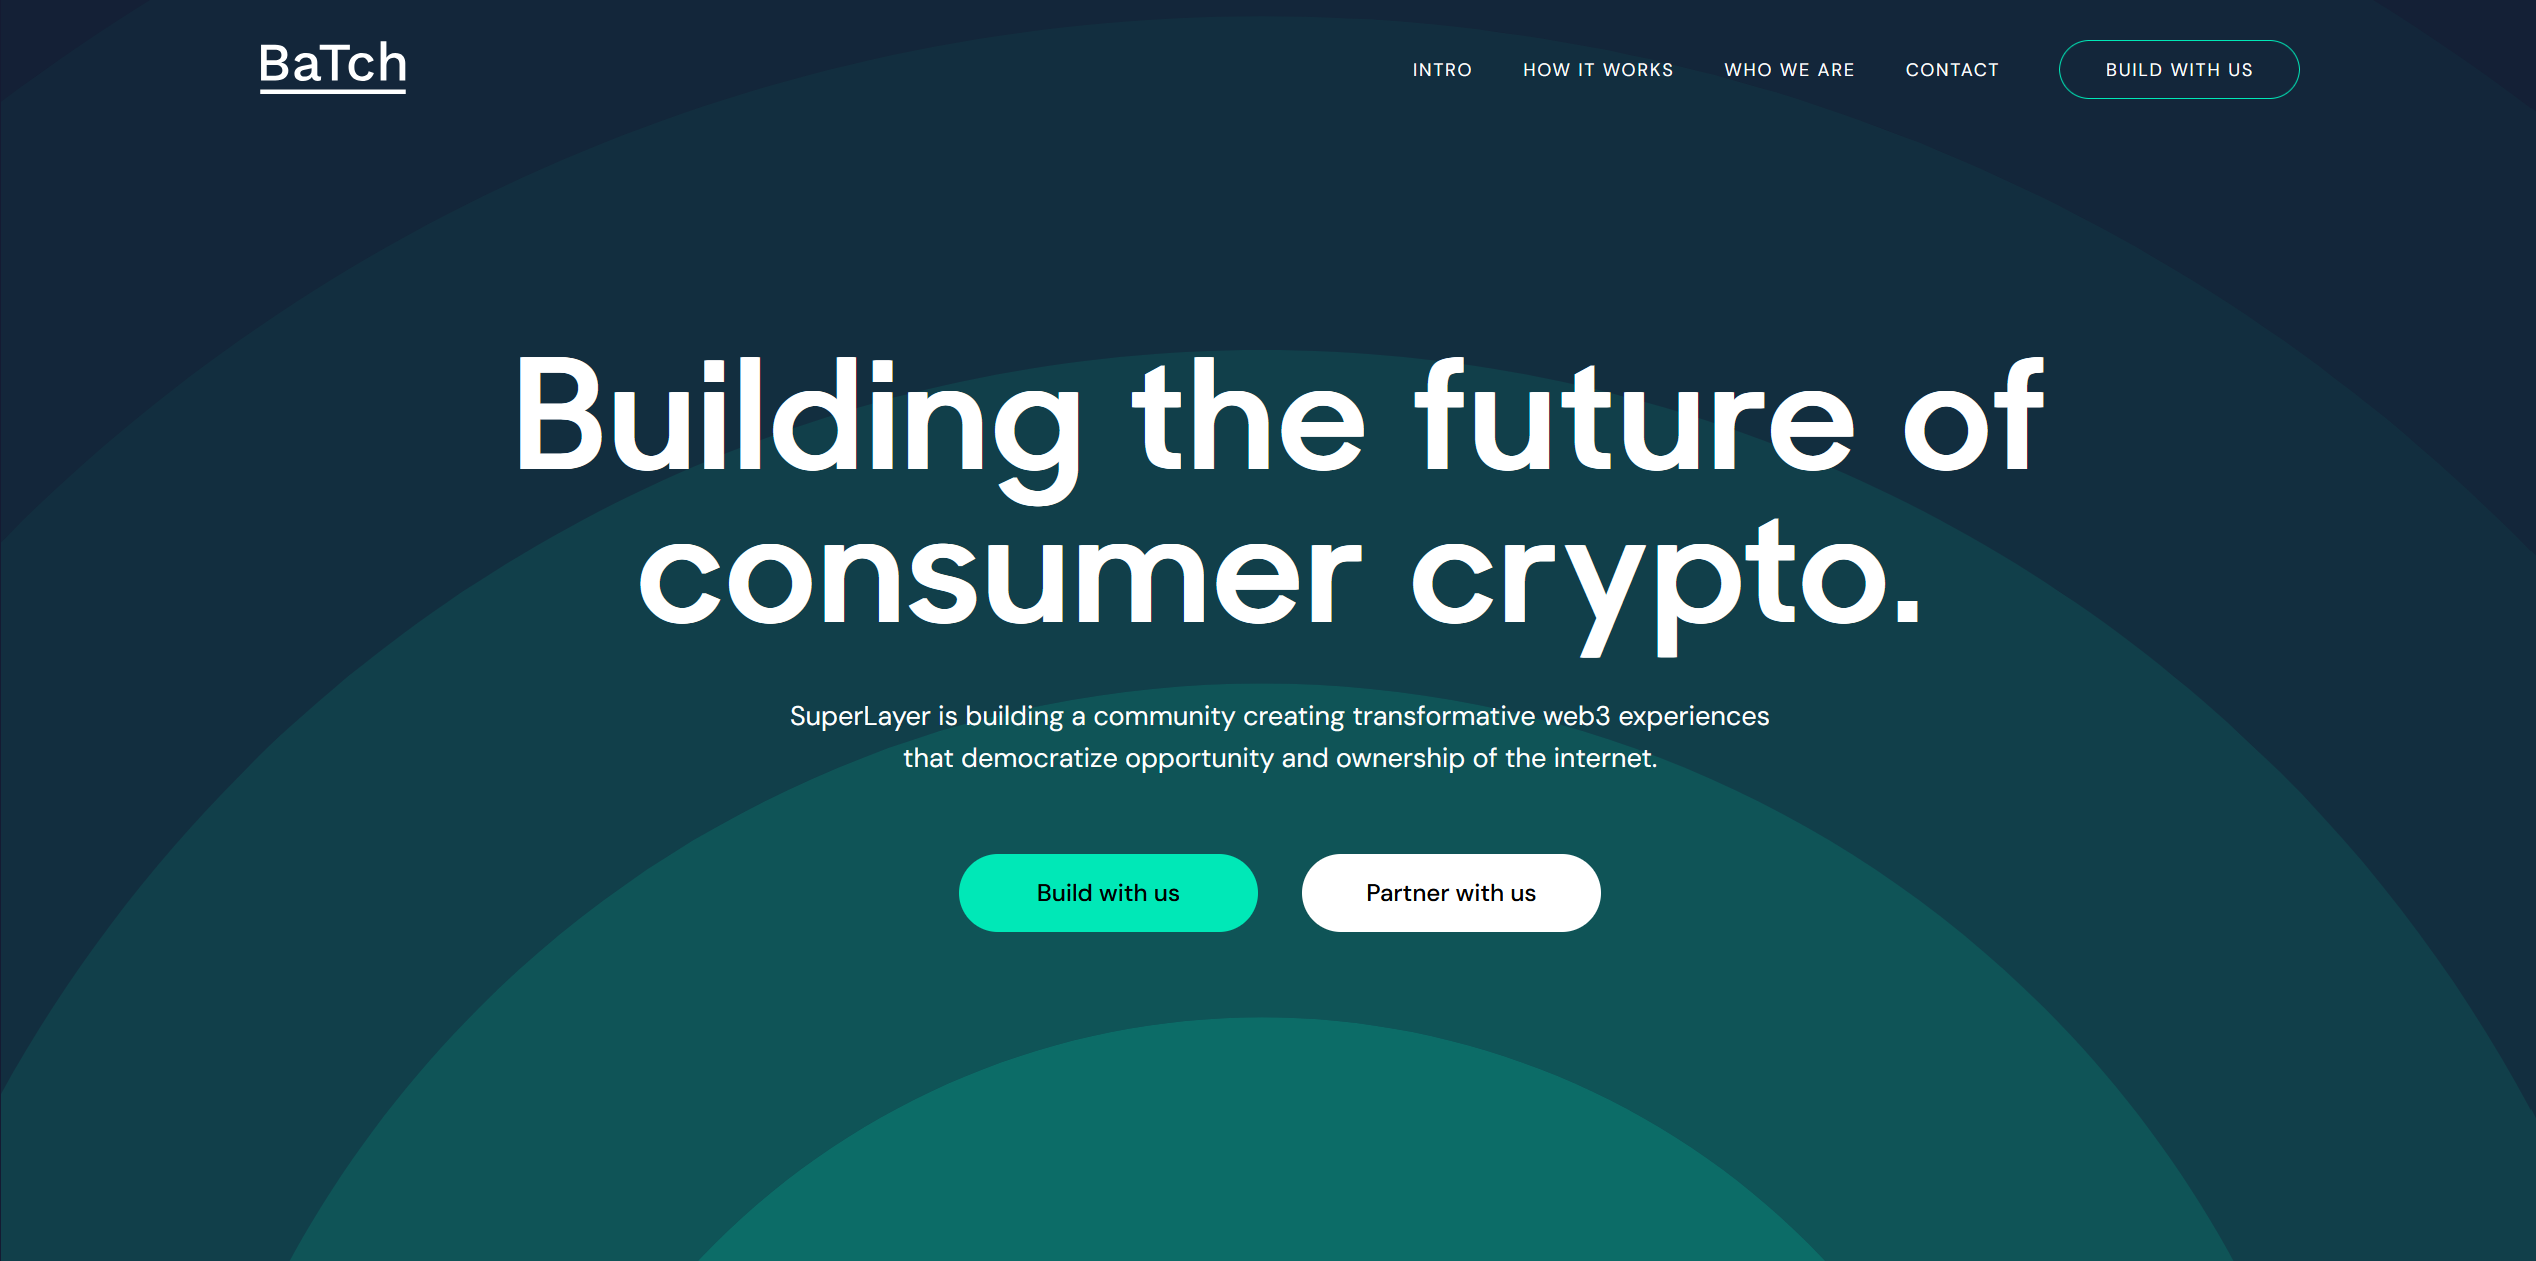 BaTch
INTRO HOW IT WORKS WHO WE ARE CONTACT BUILD WITH US
Building the future of
consumer crypto.
SuperLayer is building a community creating transformative web3 experiences
that democratize opportunity and ownership of the internet.
Build with us Partner with us